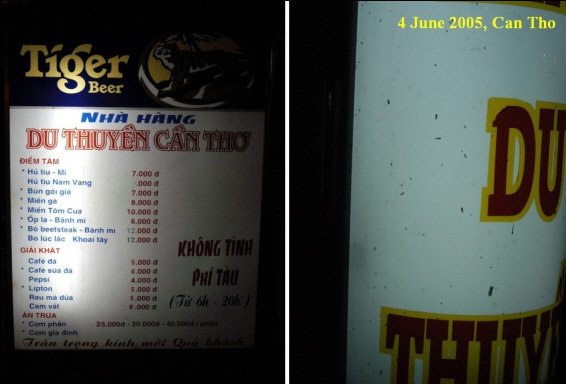 Tiger
Beer
NHÀ HÀNG
DU THUYỀN CẦN THƠ
ĐIỂM TÂM
* Hủ tíu - Mì 7.000 đ
Hủ tíu Nam Vang .000 đ
* Bún gỏi già 7.000 đ
* Miến gà 8.000 đ
* Miến Tôm Cua 10.000 đ
* Ốp la - Bánh mì 6.000 đ
* Bò beefsteak - Bánh mì 12.000 đ
Bò lúc lắc Khoai tây 12.000 đ
GIẢI KHÁT
Café đá 5.000 đ
* Café sữa đá 6.000 đ
Pepsi 4.000 đ
* Lipton 5.000 đ
Rau má dừa 5.000 đ
Cam vắt 6.000 đ
KHÔNG TÍNH
PHÍ TÀU
( Từ 6h - 20h )
ĂN TRƯA
* Cơm phần 25.000đ - 30.000đ - 40.000đ / phần
* Cơm gia đình
Trân trọng kính mời Quý khách
4 June 2005, Can Tho
DU
THUY